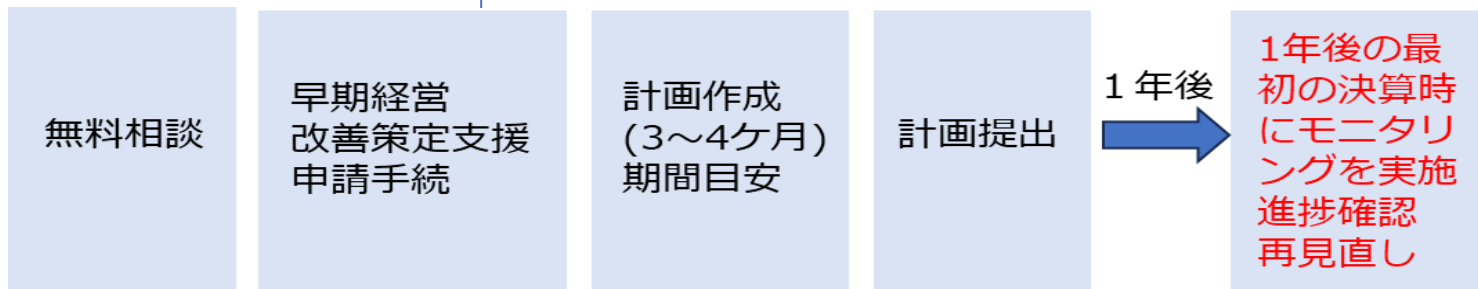 無料相談
早期経営
改善策定支援
申請手続
計画作成
(3～4ケ月)
期間目安
計画提出
１年後
1年後の最
初の決算時
にモニタリ
ングを実施
進捗確認
再見直し